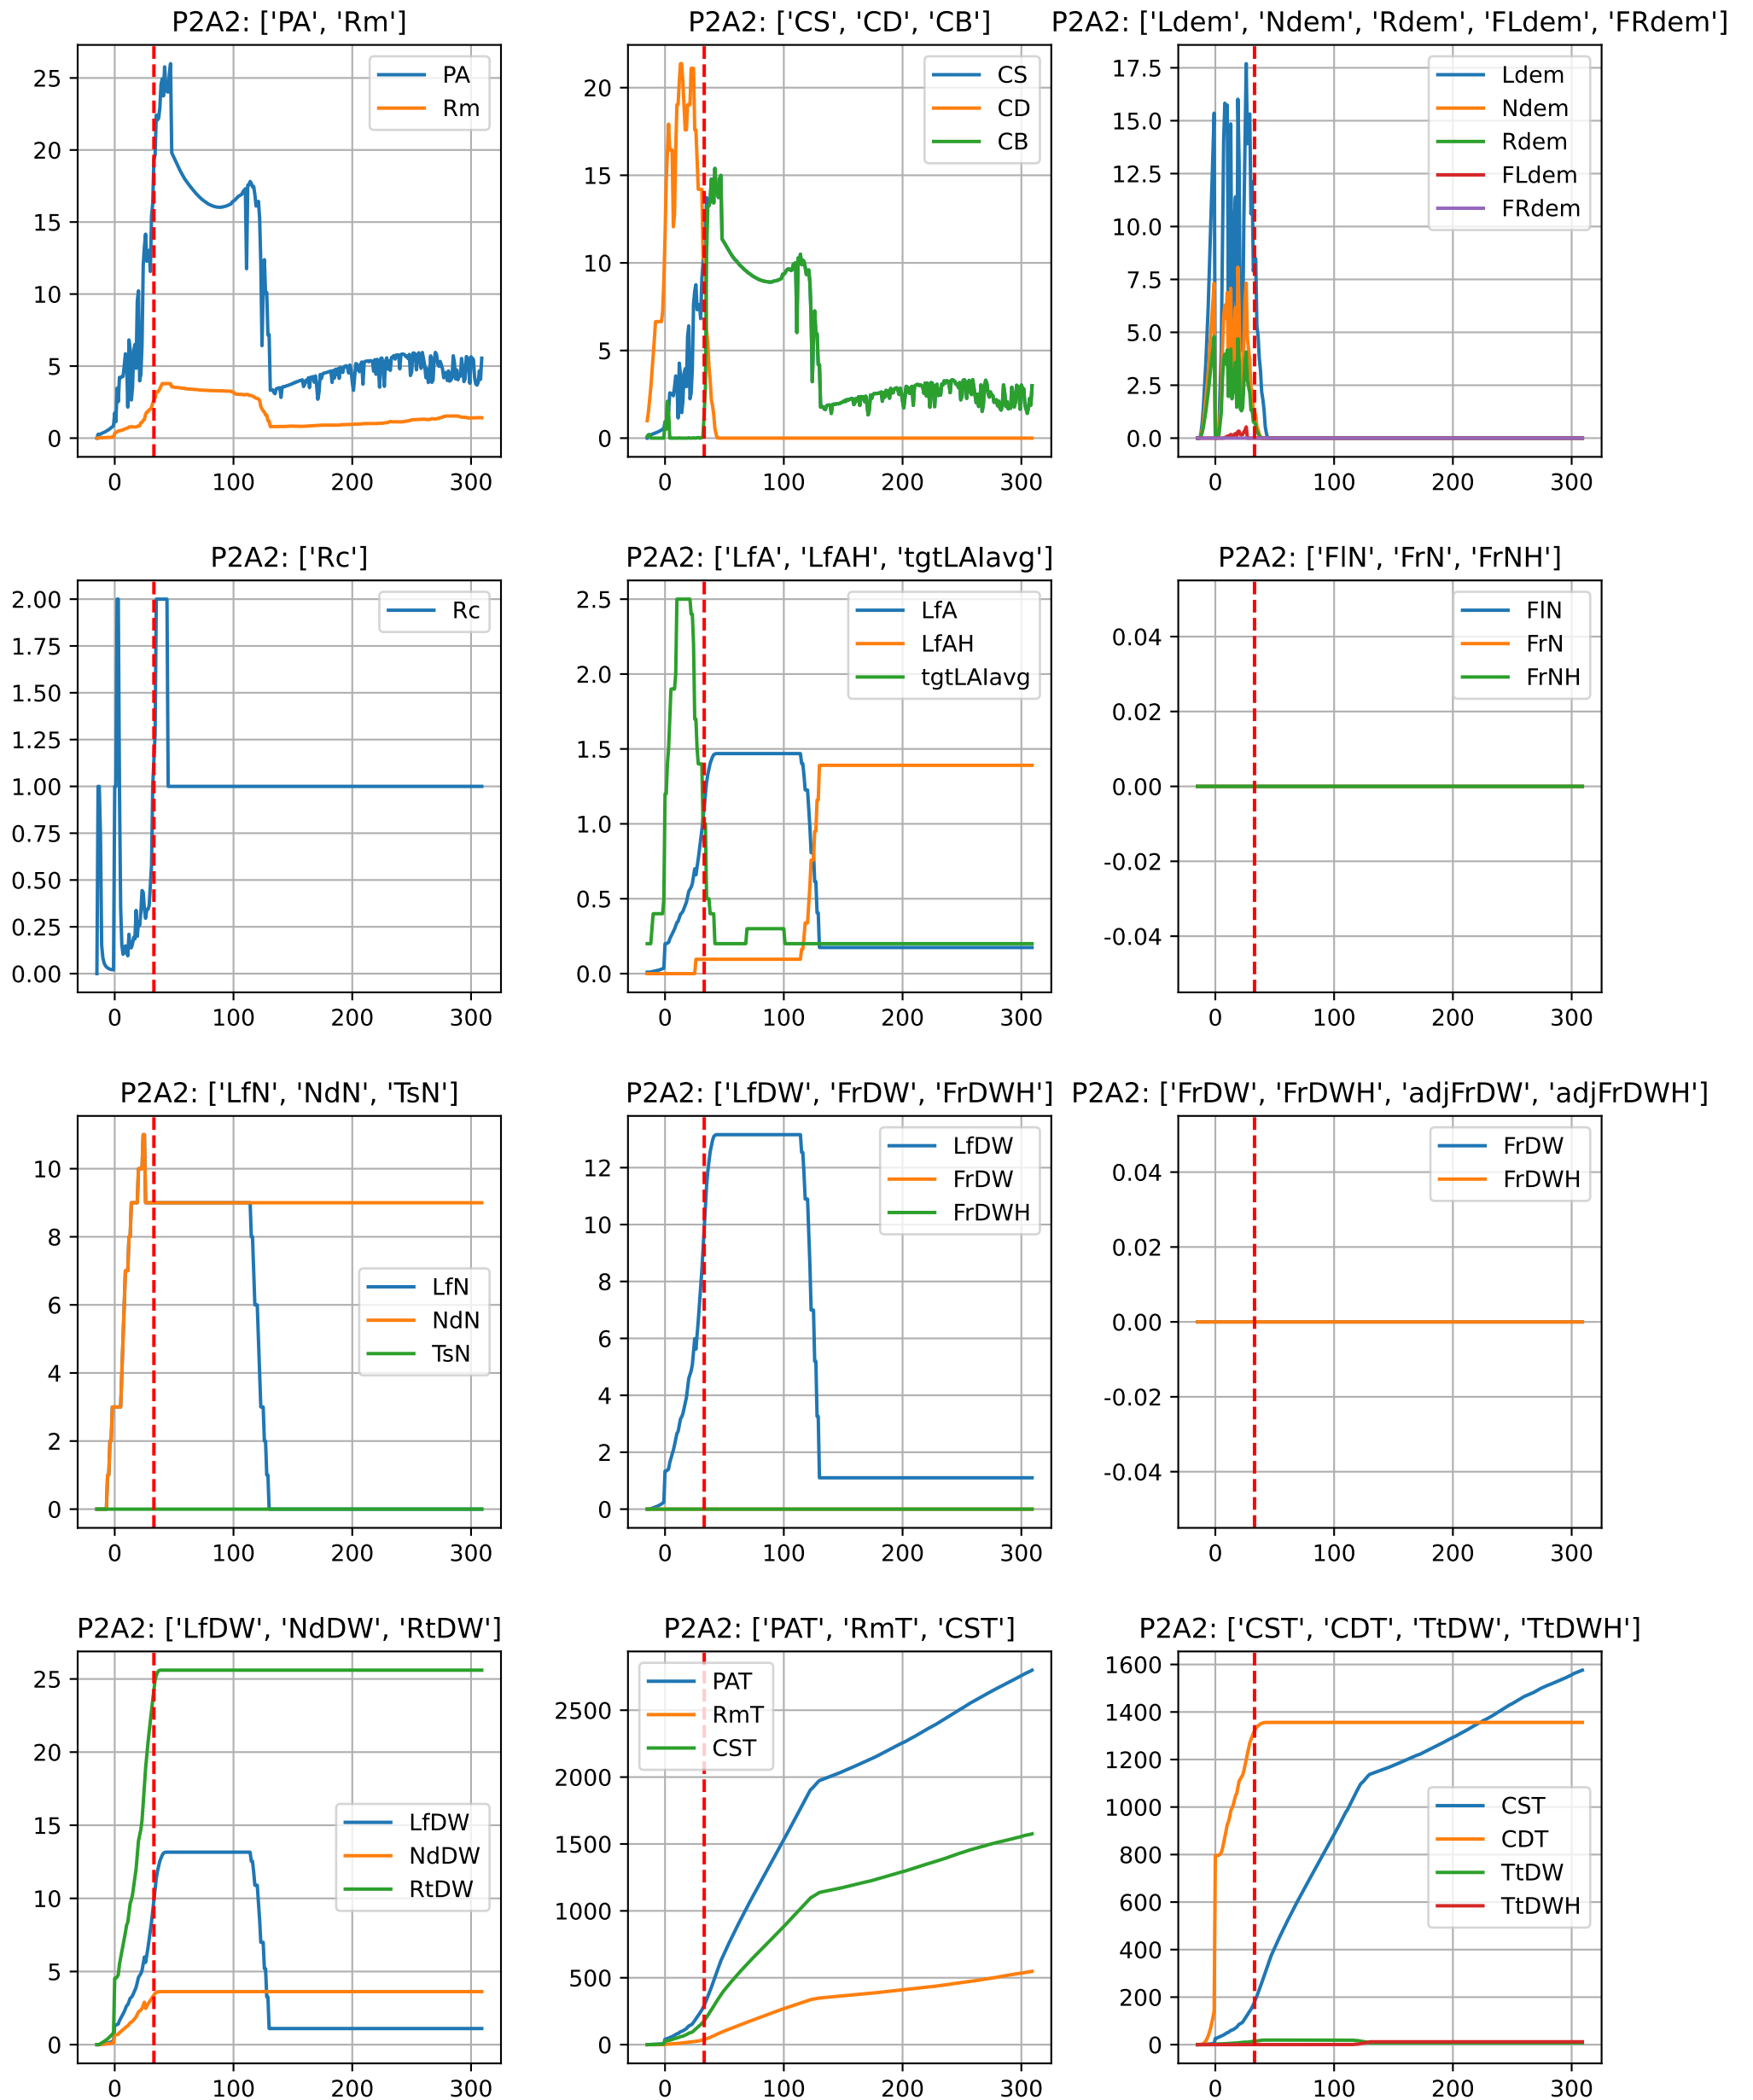 P2A2: ['PA', 'Rm']
25
20
15
10
5
0
0 100 200 300
PA
Rm
P2A2: ['CS', 'CD', 'CB']
20
15
10
5
0
0 100 200 300
CS
CD
CB
P2A2: ['Ldem', 'Ndem', 'Rdem', 'FLdem', 'FRdem']
17.5
15.0
12.5
10.0
7.5
5.0
2.5
0.0
0 100 200 300
Ldem
Ndem
Rdem
FLdem
FRdem
P2A2: ['Rc']
2.00
1.75
1.50
1.25
1.00
0.75
0.50
0.25
0.00
0 100 200 300
Rc
P2A2: ['LfA', 'LfAH', 'tgtLAIavg']
2.5
2.0
1.5
1.0
0.5
0.0
0 100 200 300
LfA
LfAH
tgtLAIavg
P2A2: ['FlN', 'FrN', 'FrNH']
0.04
0.02
0.00
-0.02
-0.04
0 100 200 300
FlN
FrN
FrNH
P2A2: ['LfN', 'NdN', 'TsN']
10
8
6
4
2
0
0 100 200 300
LfN
NdN
TsN
P2A2: ['LfDW', 'FrDW', 'FrDWH']
12
10
8
6
4
2
0
0 100 200 300
LfDW
FrDW
FrDWH
P2A2: ['FrDW', 'FrDWH', 'adjFrDW', 'adjFrDWH']
0.04
0.02
0.00
-0.02
-0.04
0 100 200 300
FrDW
FrDWH
P2A2: ['LfDW', 'NdDW', 'RtDW']
25
20
15
10
5
0
0 100 200 300
LfDW
NdDW
RtDW
P2A2: ['PAT', 'RmT', 'CST']
2500
2000
1500
1000
500
0
0 100 200 300
PAT
RmT
CST
P2A2: ['CST', 'CDT', 'TtDW', 'TtDWH']
1600
1400
1200
1000
800
600
400
200
0
0 100 200 300
CST
CDT
TtDW
TtDWH